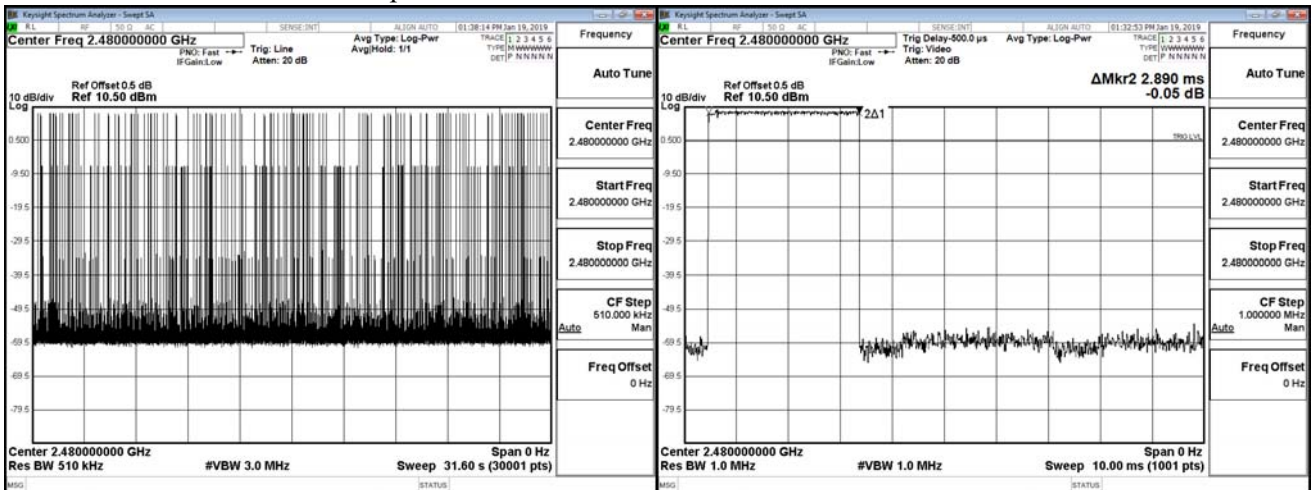 Keysight Spectrum Analyzer - Swept SA
RL RF 50 Ω AC SENSE:INT ALIGN AUTO 01:38:14 PM Jan 19, 2019
Center Freq 2.480000000 GHz
PNO: Fast
IFGain:Low
Trig: Line
Atten: 20 dB
Avg Type: Log-Pwr
Avg|Hold: 1/1
TRACE 1 2 3 4 5 6
TYPE MWWWWW
DET P NNNNN
Ref Offset 0.5 dB
10 dB/div Ref 10.50 dBm
Log
0.500
-9.50
-19.5
-29.5
-39.5
-49.5
-59.5
-69.5
-79.5
Center 2.480000000 GHz Span 0 Hz
Res BW 510 kHz #VBW 3.0 MHz Sweep 31.60 s (30001 pts)
MSG STATUS
Frequency
Auto Tune
Center Freq
2.480000000 GHz
Start Freq
2.480000000 GHz
Stop Freq
2.480000000 GHz
CF Step
510.000 kHz
Auto Man
Freq Offset
0 Hz
Keysight Spectrum Analyzer - Swept SA
RL RF 50 Ω AC SENSE:INT ALIGN AUTO 01:32:53 PM Jan 19, 2019
Center Freq 2.480000000 GHz
PNO: Fast
IFGain:Low
Trig Delay-500.0 µs
Trig: Video
Atten: 20 dB
Avg Type: Log-Pwr
TRACE 1 2 3 4 5 6
TYPE WWWWWW
DET P NNNNN
ΔMkr2 2.890 ms
-0.05 dB
Ref Offset 0.5 dB
10 dB/div Ref 10.50 dBm
Log
2Δ1
TRIG LVL
0.500
-9.50
-19.5
-29.5
-39.5
-49.5
-59.5
-69.5
-79.5
Center 2.480000000 GHz Span 0 Hz
Res BW 1.0 MHz #VBW 1.0 MHz Sweep 10.00 ms (1001 pts)
MSG STATUS
Frequency
Auto Tune
Center Freq
2.480000000 GHz
Start Freq
2.480000000 GHz
Stop Freq
2.480000000 GHz
CF Step
1.000000 MHz
Auto Man
Freq Offset
0 Hz